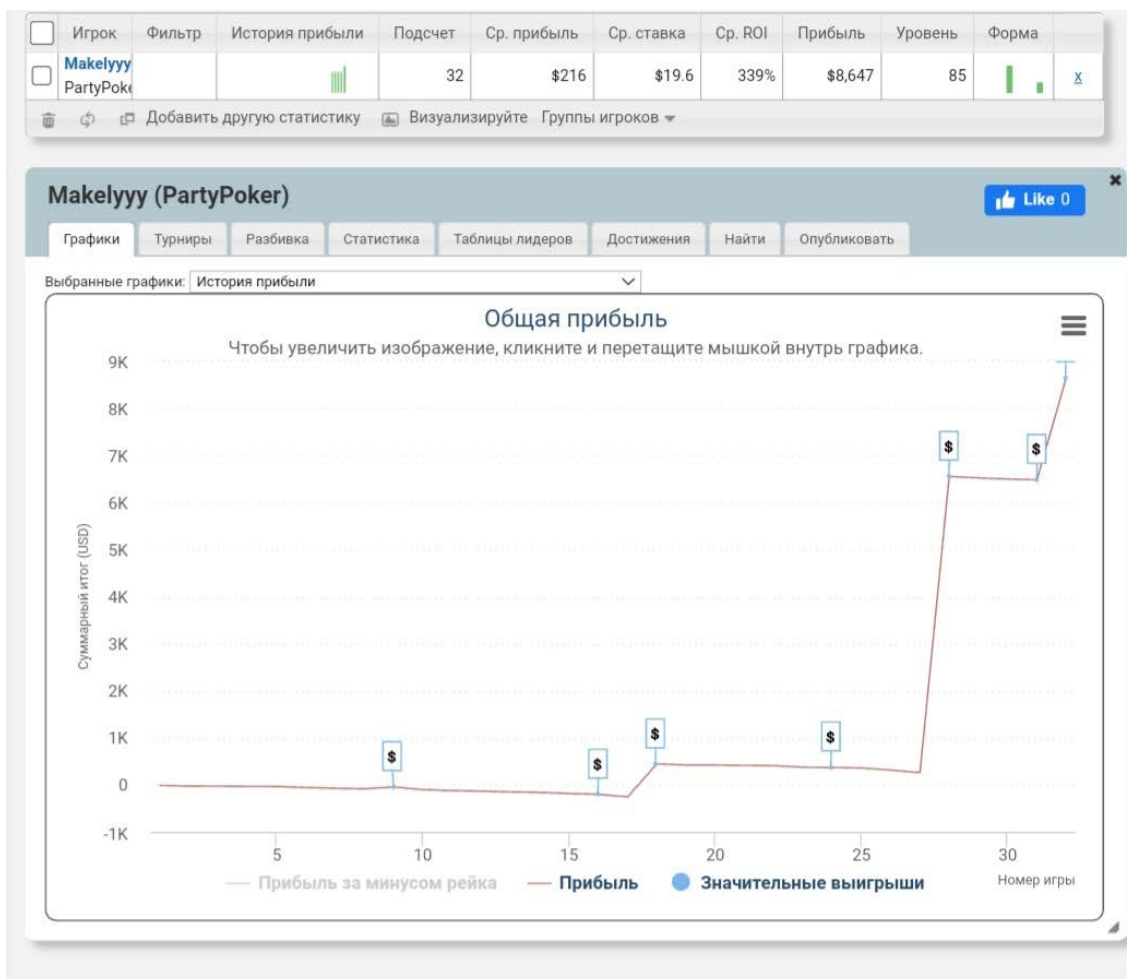 Игрок Фильтр История прибыли Подсчет Ср. прибыль Ср. ставка Ср. ROI Прибыль Уровень Форма
Makelyyy 32 $216 $19.6 339% $8,647 85 x
PartyPoke
Добавить другую статистику Визуализируйте Группы игроков
Makelyyy (PartyPoker)
Like 0
Графики Турниры Разбивка Статистика Таблицы лидеров Достижения Найти Опубликовать
Выбранные графики: История прибыли
Общая прибыль
Чтобы увеличить изображение, кликните и перетащите мышкой внутрь графика.
9K
8K
7K
6K
5K
4K
3K
2K
1K
0
-1K
Суммарный итог (USD)
$ $ $ $ $ $
5 10 15 20 25 30
Прибыль за минусом рейка Прибыль Значительные выигрыши Номер игры